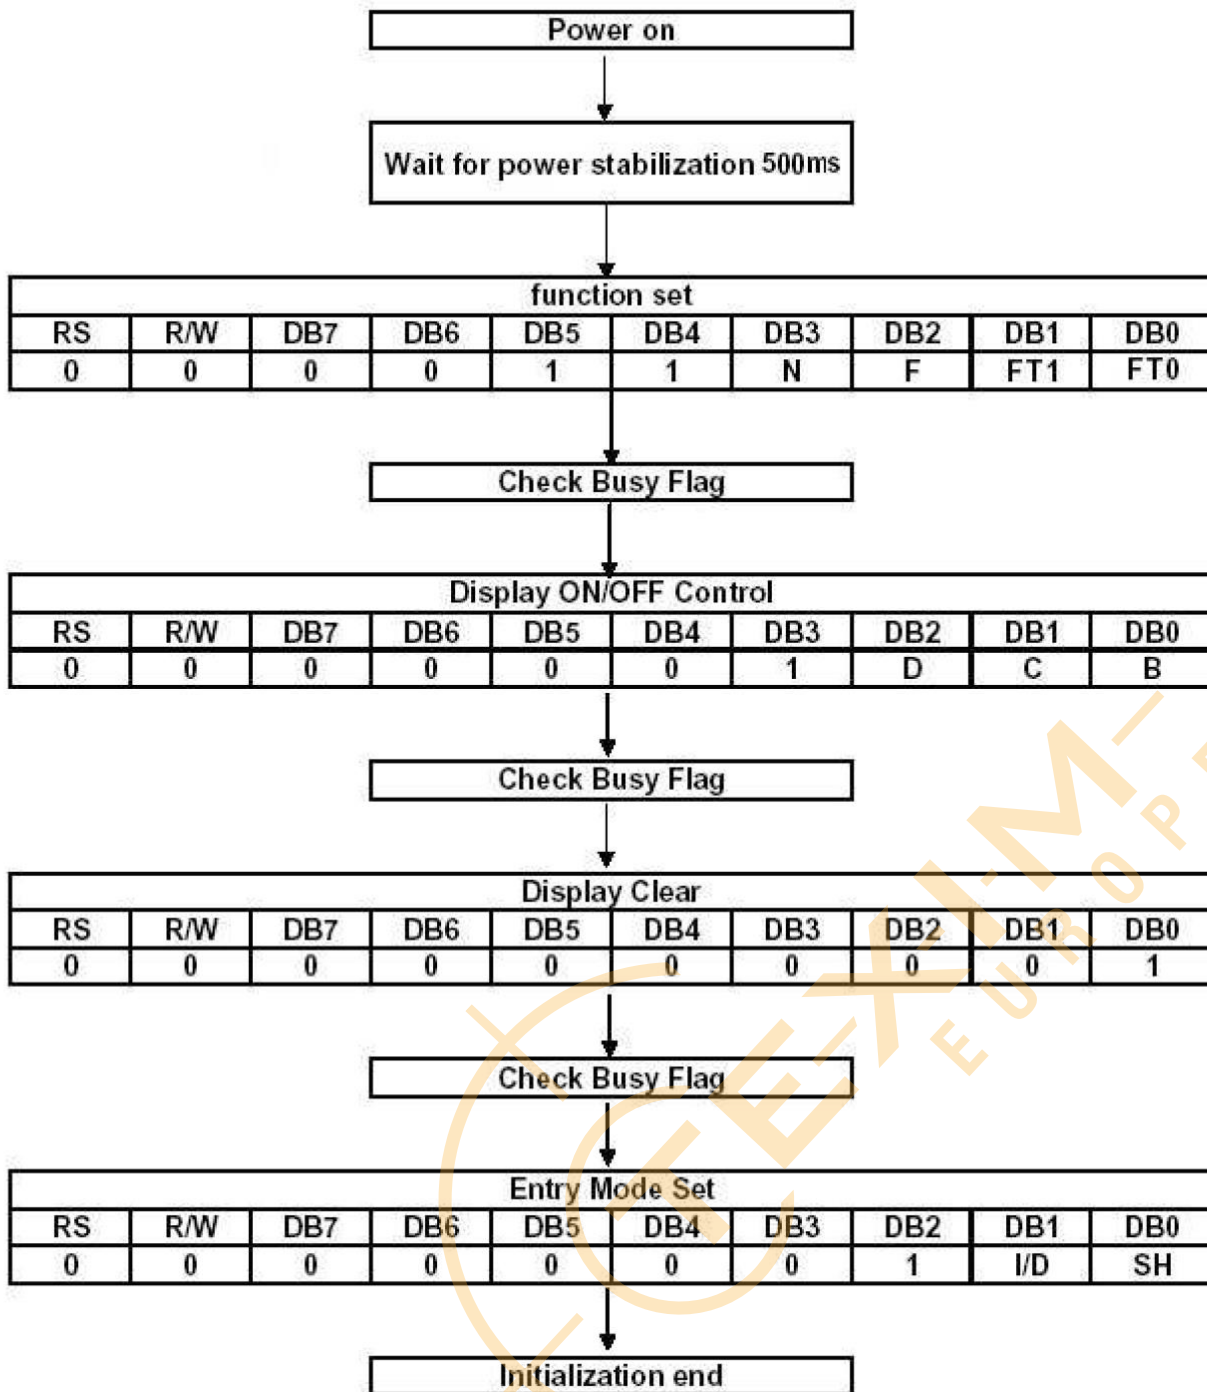 Power on
Wait for power stabilization 500ms
function set
RS R/W DB7 DB6 DB5 DB4 DB3 DB2 DB1 DB0
0 0 0 0 1 1 N F FT1 FT0
Check Busy Flag
Display ON/OFF Control
RS R/W DB7 DB6 DB5 DB4 DB3 DB2 DB1 DB0
0 0 0 0 0 0 1 D C B
Check Busy Flag
Display Clear
RS R/W DB7 DB6 DB5 DB4 DB3 DB2 DB1 DB0
0 0 0 0 0 0 0 0 0 1
Check Busy Flag
Entry Mode Set
RS R/W DB7 DB6 DB5 DB4 DB3 DB2 DB1 DB0
0 0 0 0 0 0 0 1 I/D SH
Initialization end
TEXIM
EUROP